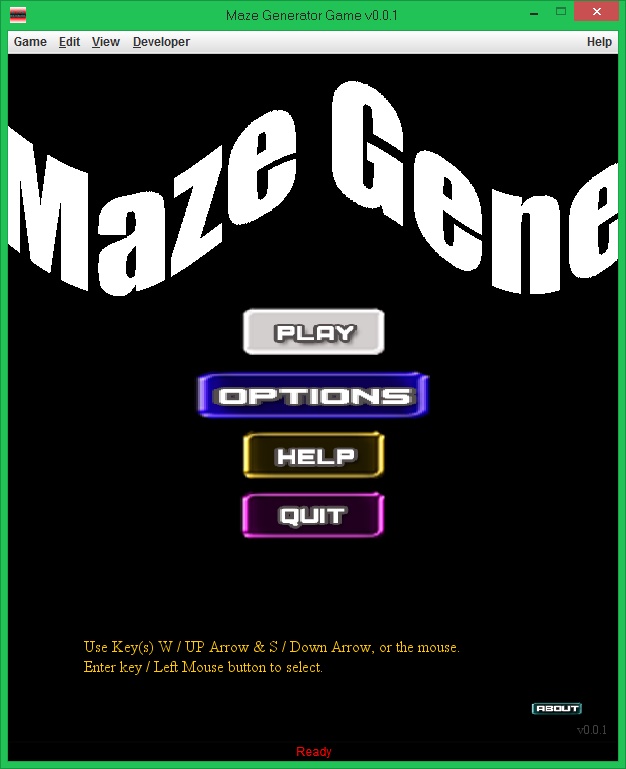 Maze Generator Game v0.0.1
Game Edit View Developer Help
Maze Gene
PLAY
OPTIONS
HELP
QUIT
Use Key(s) W / UP Arrow & S / Down Arrow, or the mouse.
Enter key / Left Mouse button to select.
ABOUT
v0.0.1
Ready